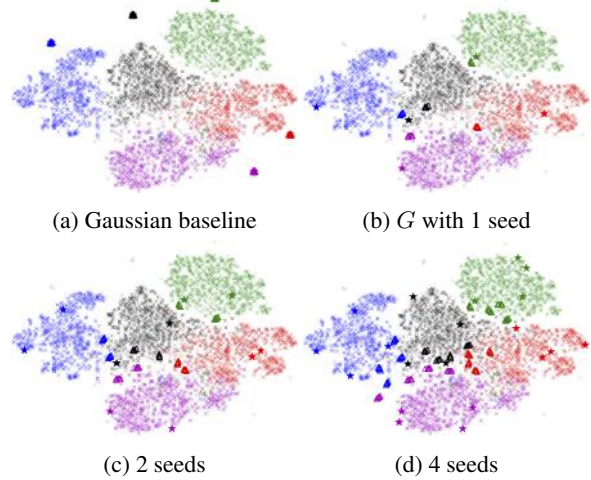 (a) Gaussian baseline
(b) G with 1 seed
(c) 2 seeds
(d) 4 seeds